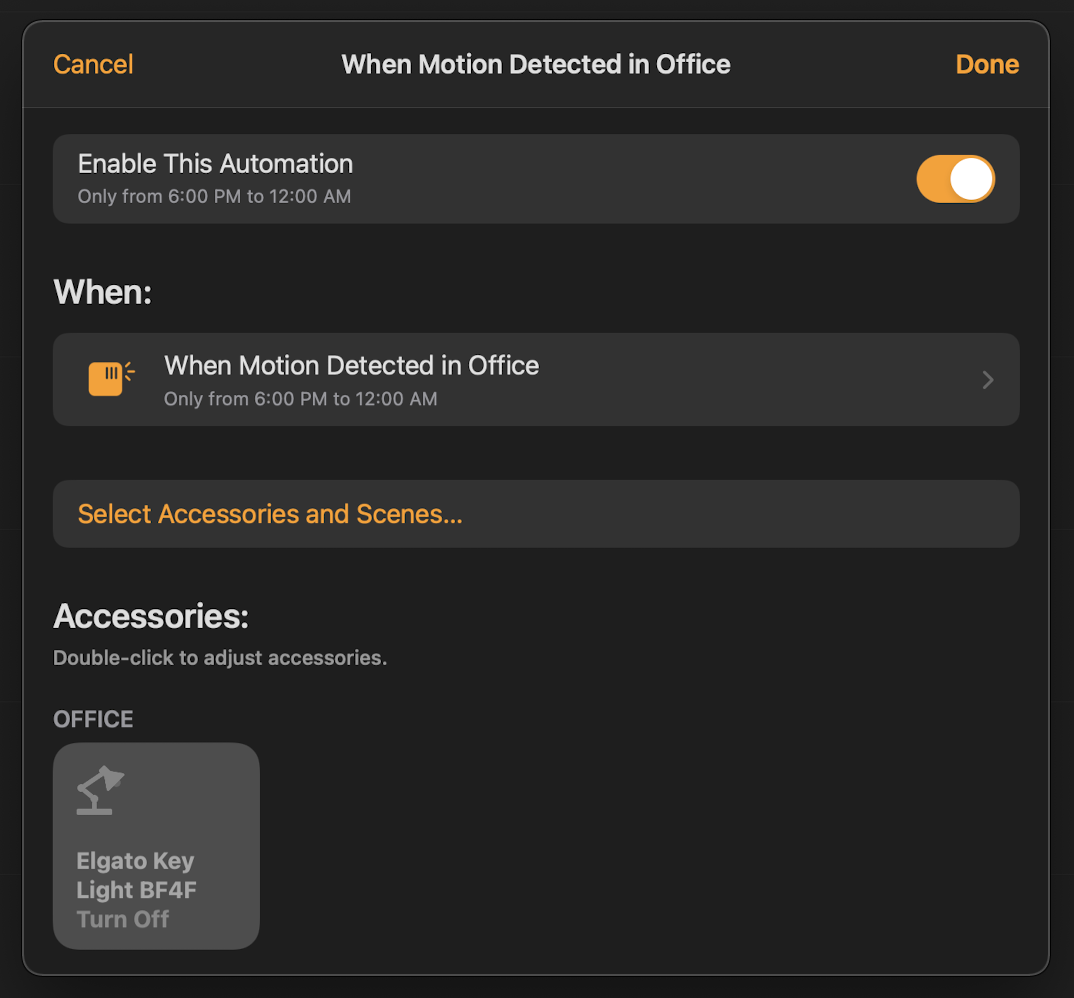 Cancel
When Motion Detected in Office
Done
Enable This Automation
Only from 6:00 PM to 12:00 AM
When:
When Motion Detected in Office
Only from 6:00 PM to 12:00 AM
Select Accessories and Scenes...
Accessories:
Double-click to adjust accessories.
OFFICE
Elgato Key
Light BF4F
Turn Off